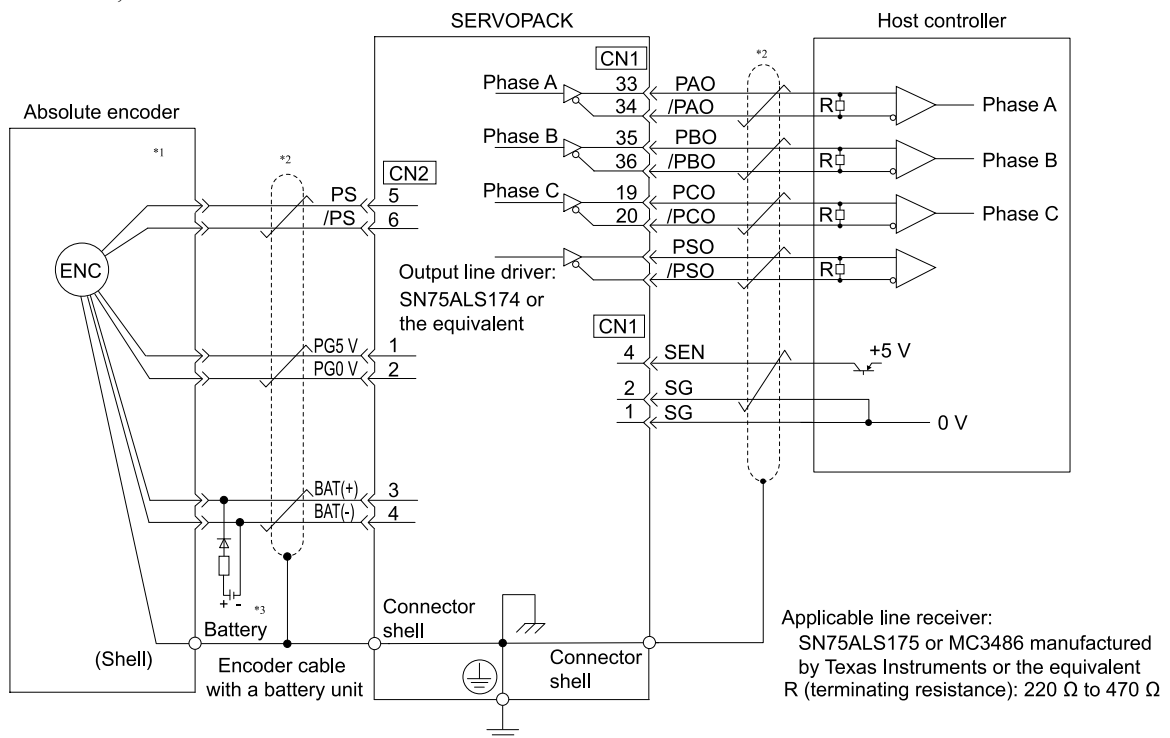 SERVOPACK
Host controller
CN1
*2
Phase A
33
PAO
34
/PAO
R
Phase A
Absolute encoder
*1
*2
Phase B
35
PBO
36
/PBO
R
Phase B
CN2
PS
5
/PS
6
Phase C
19
PCO
20
/PCO
R
Phase C
ENC
PSO
/PSO
R
Output line driver:
SN75ALS174 or
the equivalent
CN1
PG5 V
1
PG0 V
2
4
SEN
+5 V
2
SG
1
SG
0 V
BAT(+)
3
BAT(-)
4
+ -
*3
Battery
(Shell)
Encoder cable
with a battery unit
Connector
shell
Connector
shell
Applicable line receiver:
SN75ALS175 or MC3486 manufactured
by Texas Instruments or the equivalent
R (terminating resistance): 220 Ω to 470 Ω